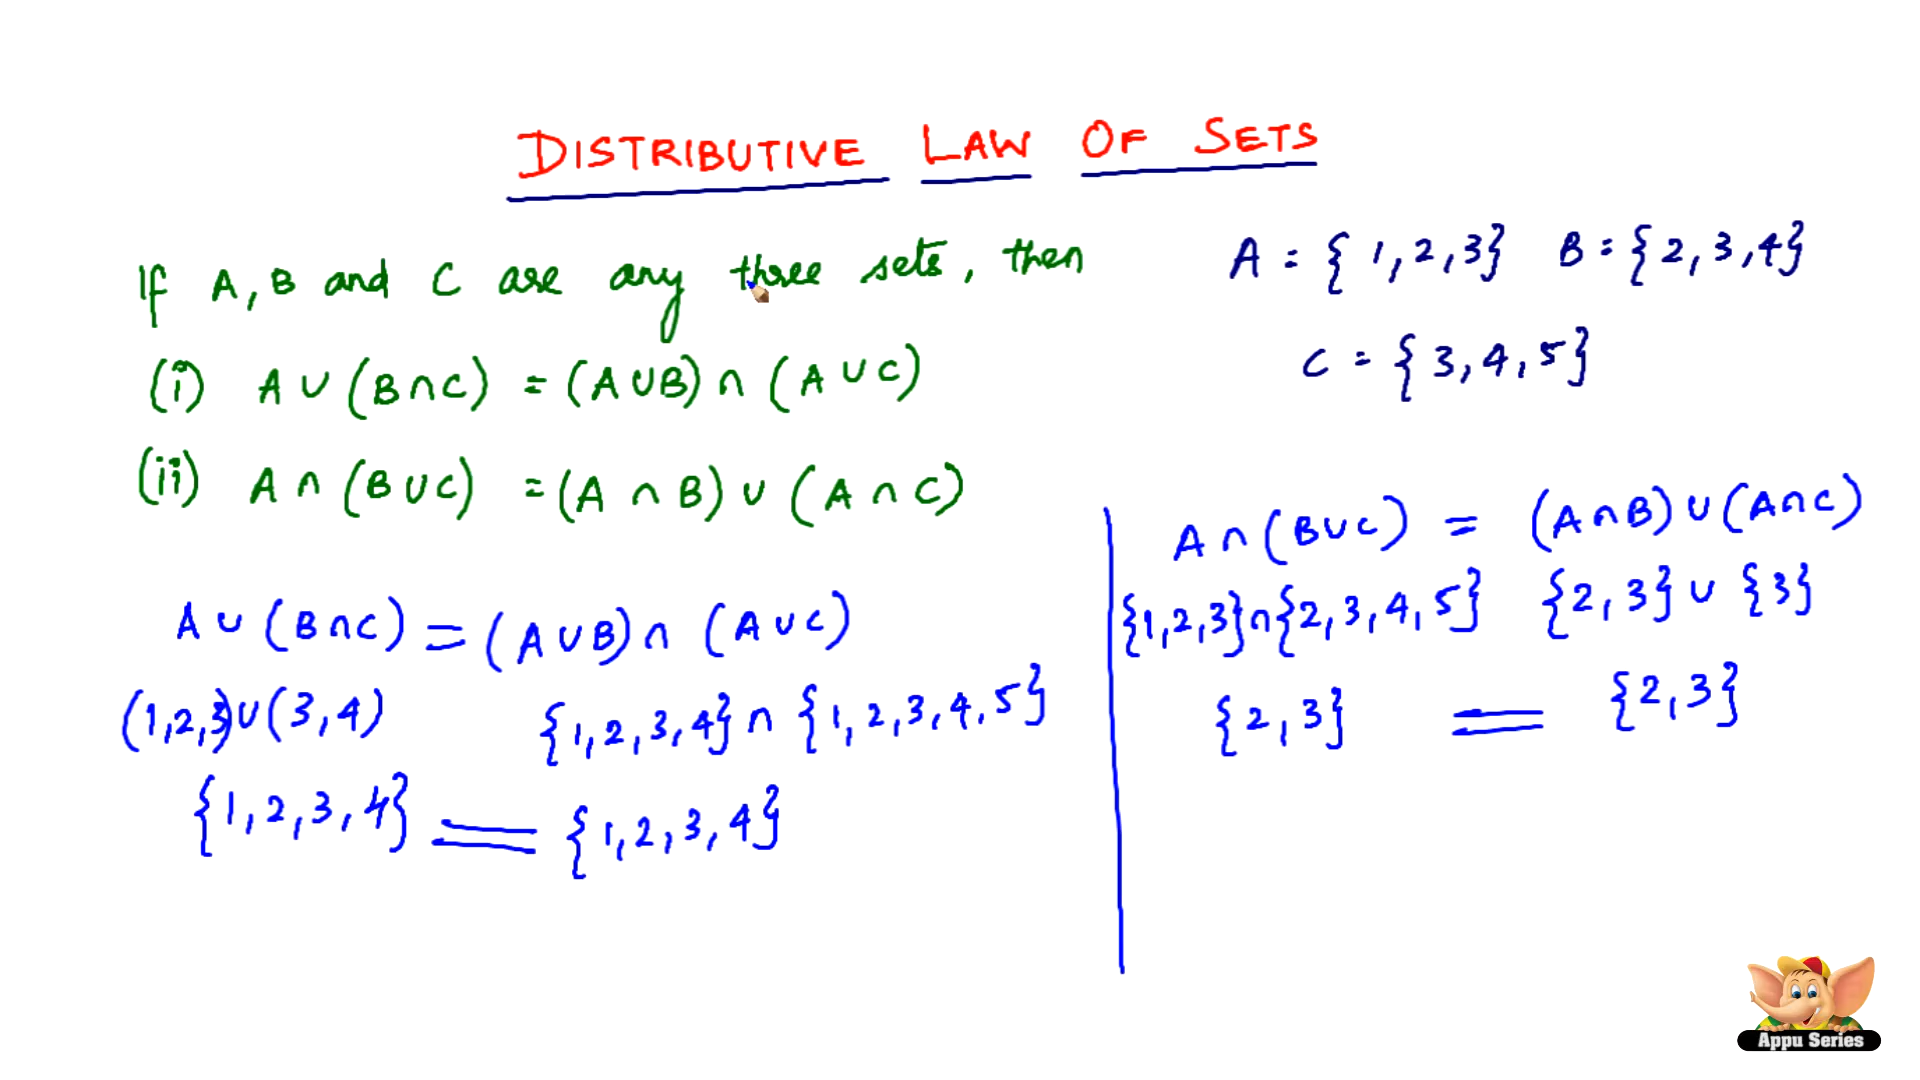 DISTRIBUTIVE LAW OF SETS
If A, B and C are any three sets, then
(i) A ∪ (B∩C) = (A∪B) ∩ (A∪C)
(ii) A ∩ (B∪C) = (A ∩ B) ∪ (A ∩ C)
A = {1,2,3} B = {2,3,4}
C = {3,4,5}
A ∪ (B∩C) = (A∪B) ∩ (A∪C)
(1,2,3) ∪ (3,4) {1,2,3,4} ∩ {1,2,3,4,5}
{1,2,3,4} = {1,2,3,4}
A ∩ (B∪C) = (A∩B) ∪ (A∩C)
{1,2,3} ∩ {2,3,4,5} {2,3} ∪ {3}
{2,3} = {2,3}
Appu Series